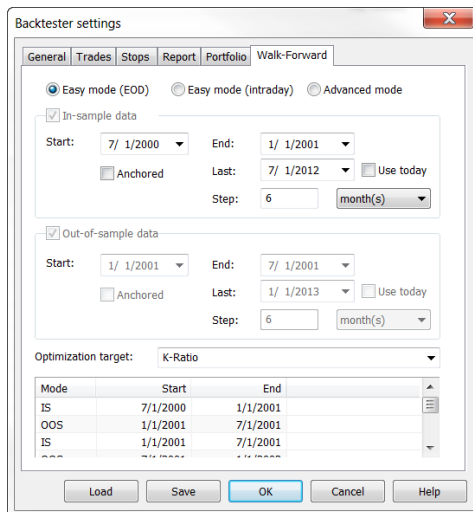 Backtester settings
General Trades Stops Report Portfolio Walk-Forward
Easy mode (EOD) Easy mode (intraday) Advanced mode
In-sample data
Start: 7/ 1/2000 End: 1/ 1/2001
Anchored Last: 7/ 1/2012 Use today
Step: 6 month(s)
Out-of-sample data
Start: 1/ 1/2001 End: 7/ 1/2001
Anchored Last: 1/ 1/2013 Use today
Step: 6 month(s)
Optimization target: K-Ratio
Mode Start End
IS 7/1/2000 1/1/2001
OOS 1/1/2001 7/1/2001
IS 1/1/2001 7/1/2001
Load Save OK Cancel Help